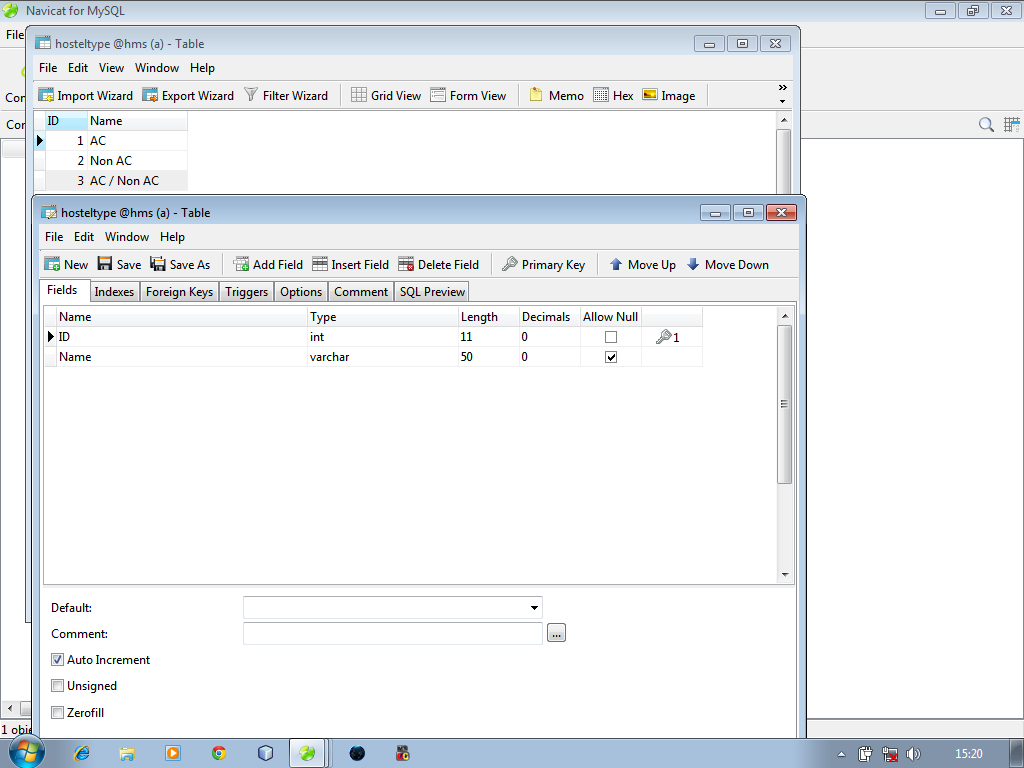 Navicat for MySQL
File
hosteltype @hms (a) - Table
File Edit View Window Help
Con
Import Wizard Export Wizard Filter Wizard Grid View Form View Memo Hex Image »
Con
ID Name
1 AC
2 Non AC
3 AC / Non AC
hosteltype @hms (a) - Table
File Edit Window Help
New Save Save As Add Field Insert Field Delete Field Primary Key Move Up Move Down
Fields Indexes Foreign Keys Triggers Options Comment SQL Preview
Name Type Length Decimals Allow Null
ID int 11 0 1
Name varchar 50 0
Default:
Comment: ...
Auto Increment
Unsigned
Zerofill
1 obje
15:20